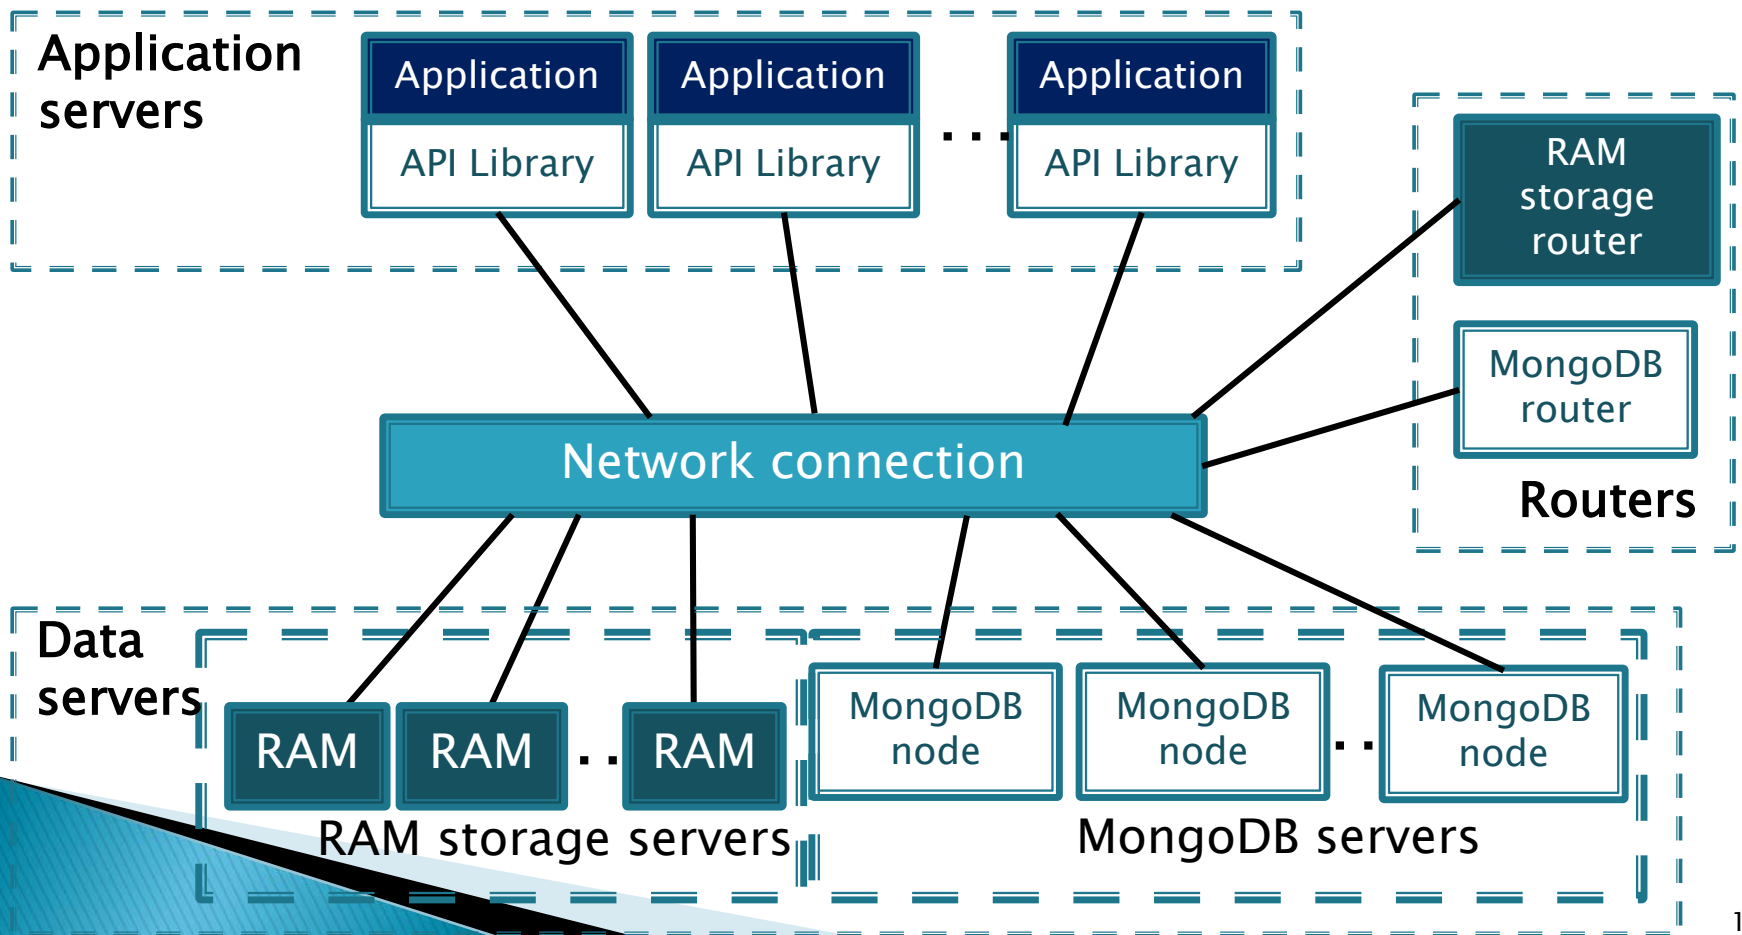 Application
servers
Application
API Library
Application
API Library
...
Application
API Library
RAM
storage
router
MongoDB
router
Routers
Network connection
Data
servers
RAM
RAM
..
RAM
RAM storage servers
MongoDB
node
MongoDB
node
..
MongoDB
node
MongoDB servers
1